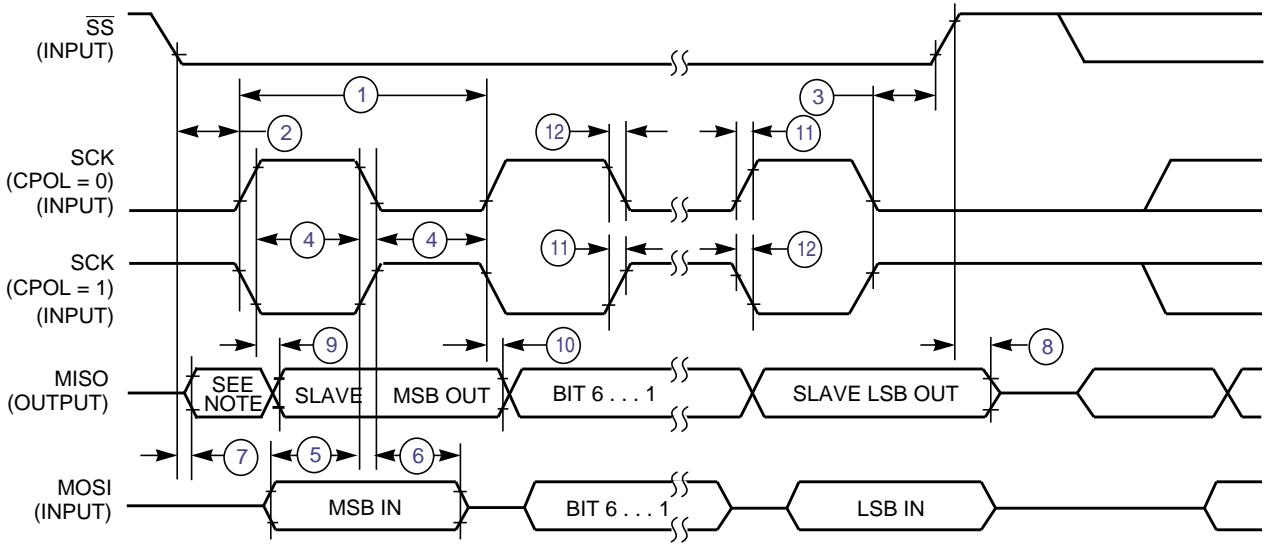 SS
(INPUT)
1
3
2
12
11
SCK
(CPOL = 0)
(INPUT)
4
4
11
12
SCK
(CPOL = 1)
(INPUT)
9
10
8
MISO
(OUTPUT)
SEE
NOTE
SLAVE
MSB OUT
BIT 6 . . . 1
SLAVE LSB OUT
7
5
6
MOSI
(INPUT)
MSB IN
BIT 6 . . . 1
LSB IN